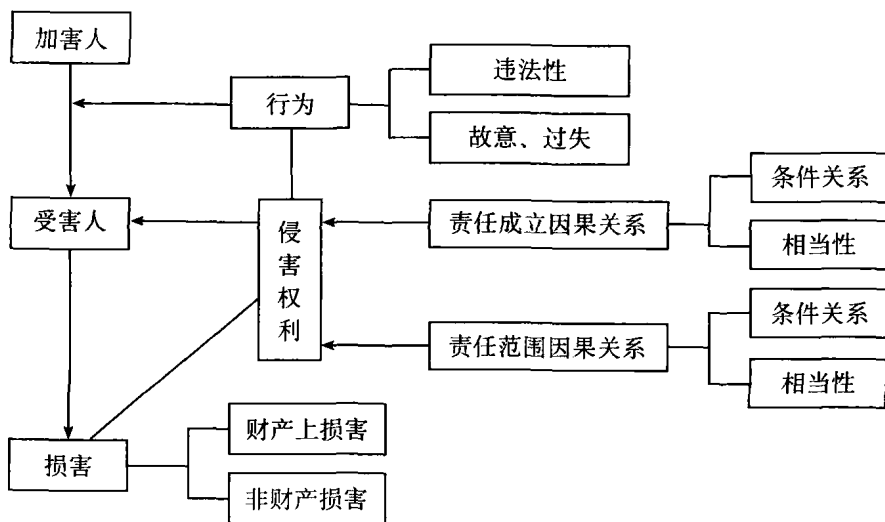 加害人
行为
违法性
故意、过失
受害人
侵害权利
责任成立因果关系
条件关系
相当性
责任范围因果关系
条件关系
相当性
损害
财产上损害
非财产损害